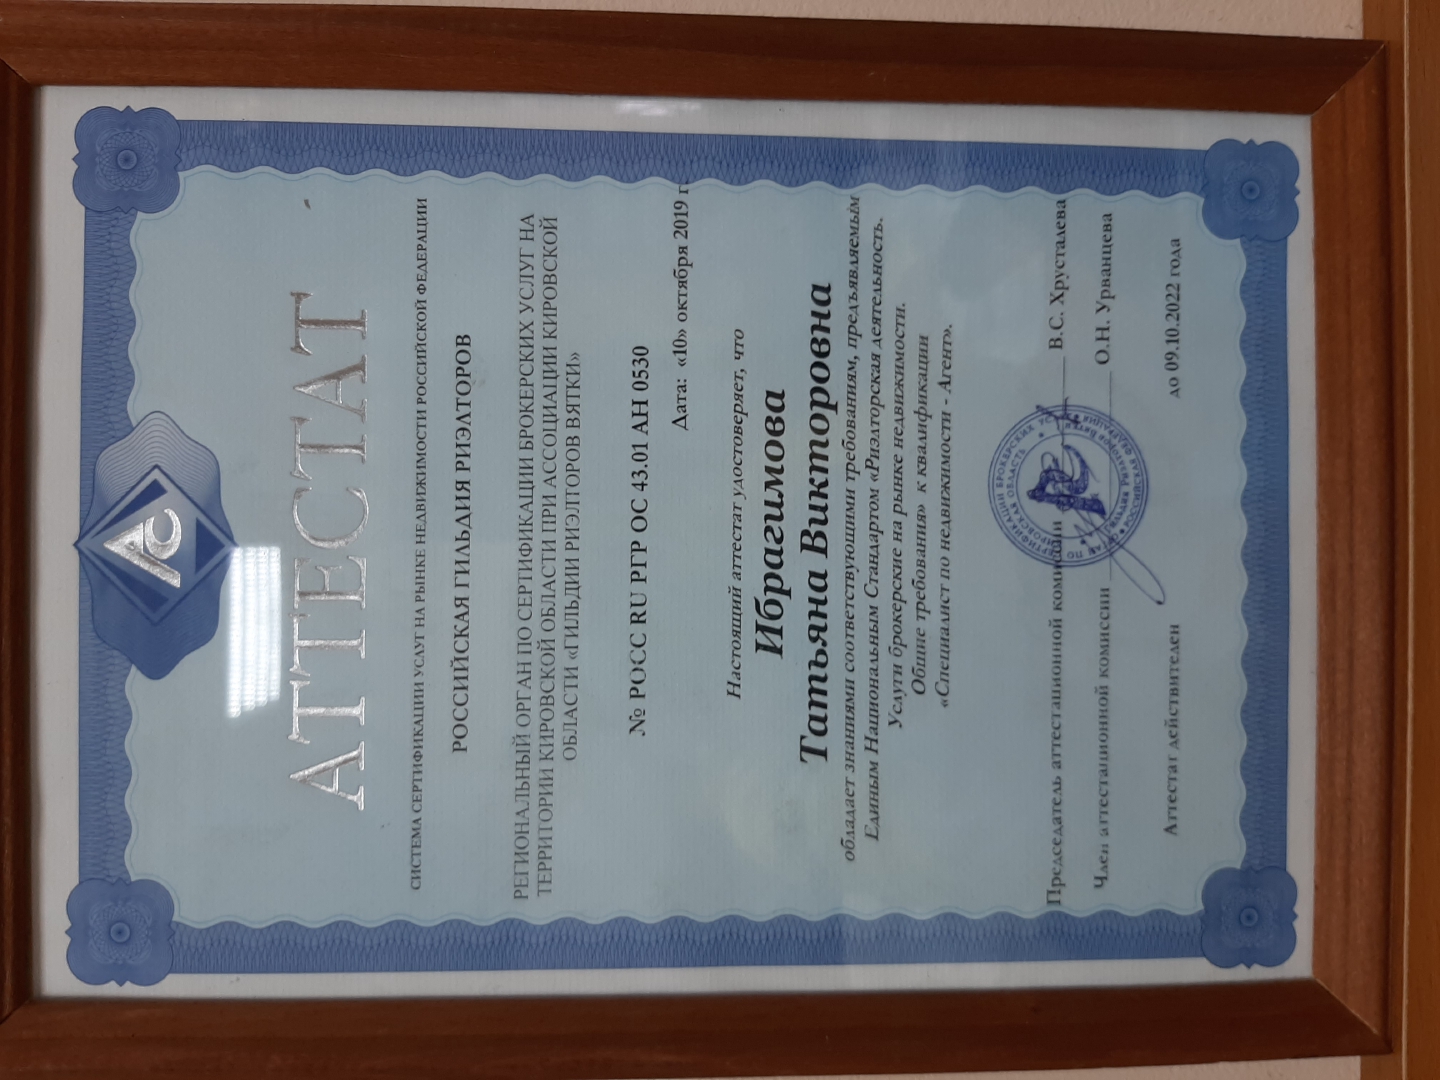 АС
АТТЕСТАТ
СИСТЕМА СЕРТИФИКАЦИИ УСЛУГ НА РЫНКЕ НЕДВИЖИМОСТИ РОССИЙСКОЙ ФЕДЕРАЦИИ
РОССИЙСКАЯ ГИЛЬДИЯ РИЭЛТОРОВ
РЕГИОНАЛЬНЫЙ ОРГАН ПО СЕРТИФИКАЦИИ БРОКЕРСКИХ УСЛУГ НА
ТЕРРИТОРИИ КИРОВСКОЙ ОБЛАСТИ ПРИ АССОЦИАЦИИ КИРОВСКОЙ
ОБЛАСТИ «ГИЛЬДИИ РИЭЛТОРОВ ВЯТКИ»
№ РОСС RU РГР ОС 43.01 АН 0530
Дата: «10» октября 2019 г.
Настоящий аттестат удостоверяет, что
Ибрагимова
Татьяна Викторовна
обладает знаниями соответствующими требованиям, предъявляемым
Единым Национальным Стандартом «Риэлторская деятельность.
Услуги брокерские на рынке недвижимости.
Общие требования» к квалификации
«Специалист по недвижимости - Агент».
Председатель аттестационной комиссии В.С. Хрусталева
Член аттестационной комиссии О.Н. Урванцева
Аттестат действителен до 09.10.2022 года